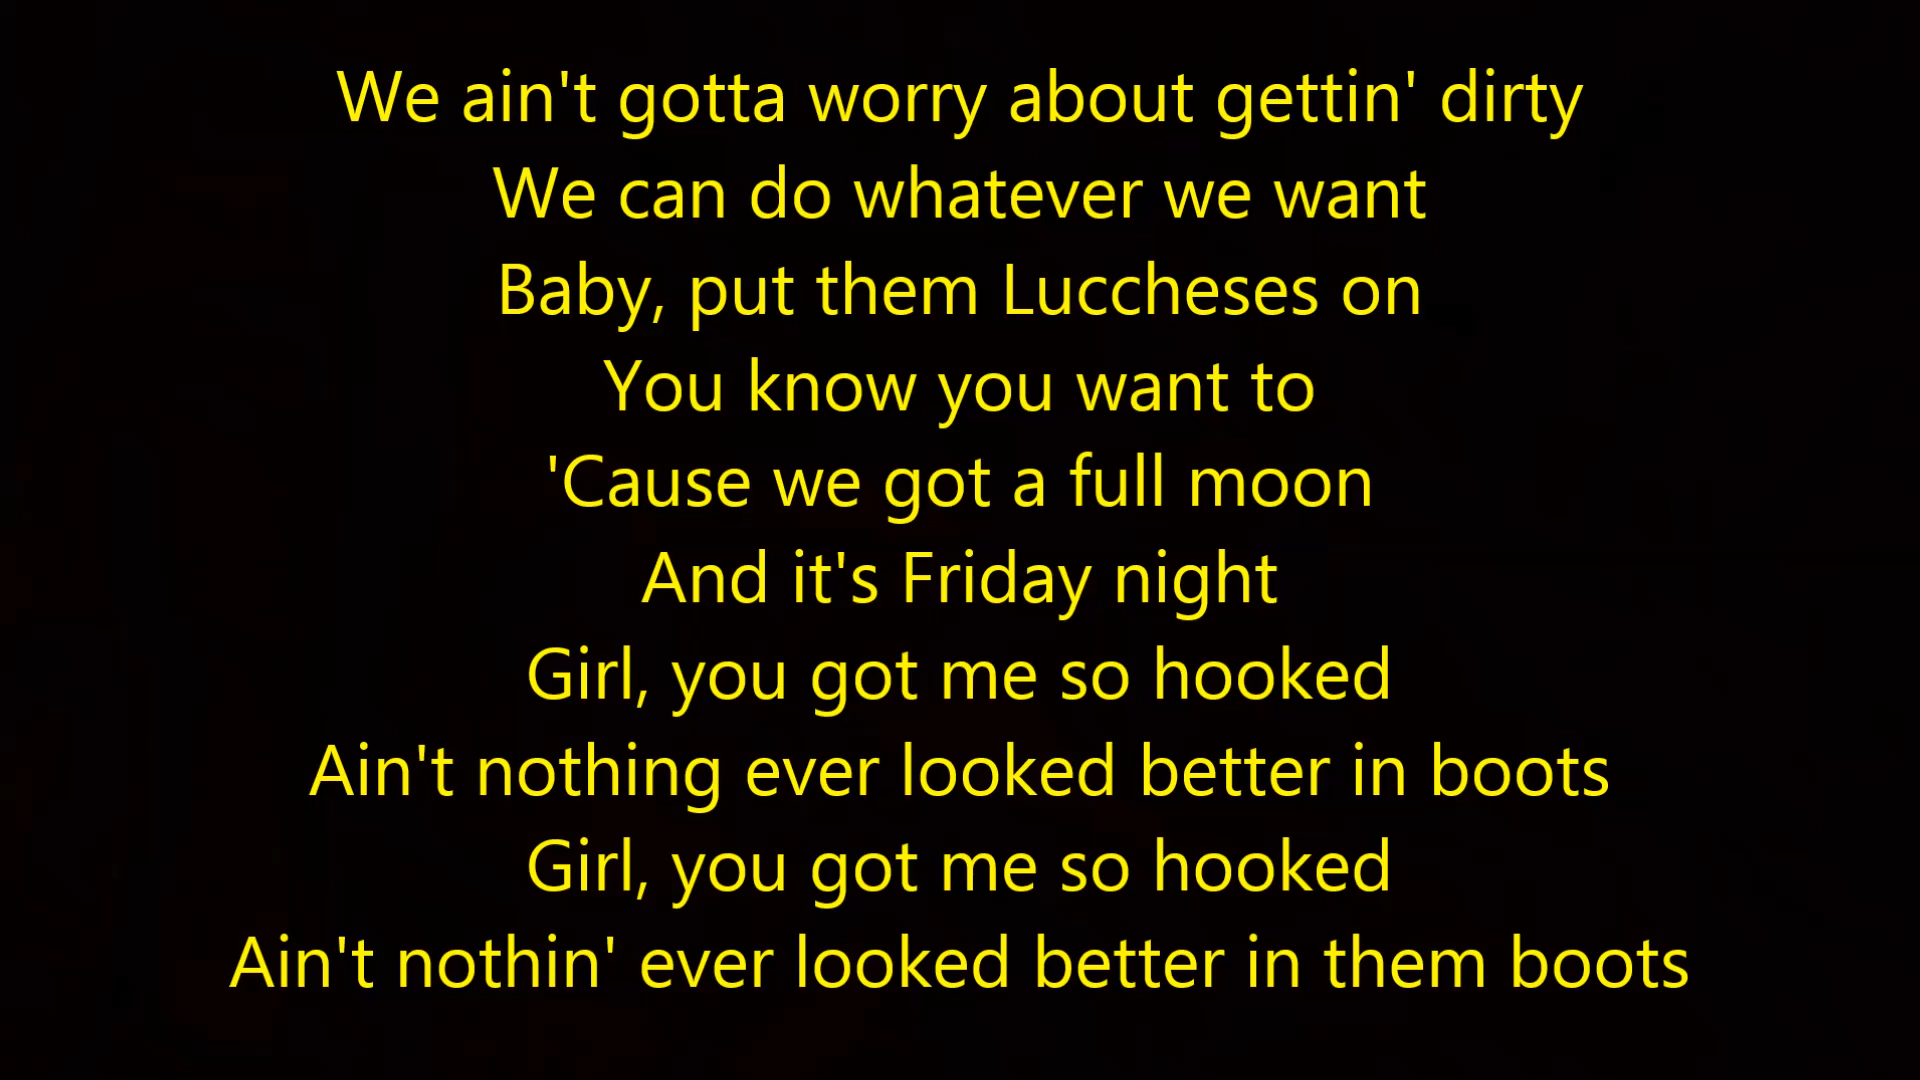 We ain't gotta worry about gettin' dirty
We can do whatever we want
Baby, put them Luccheses on
You know you want to
'Cause we got a full moon
And it's Friday night
Girl, you got me so hooked
Ain't nothing ever looked better in boots
Girl, you got me so hooked
Ain't nothin' ever looked better in them boots